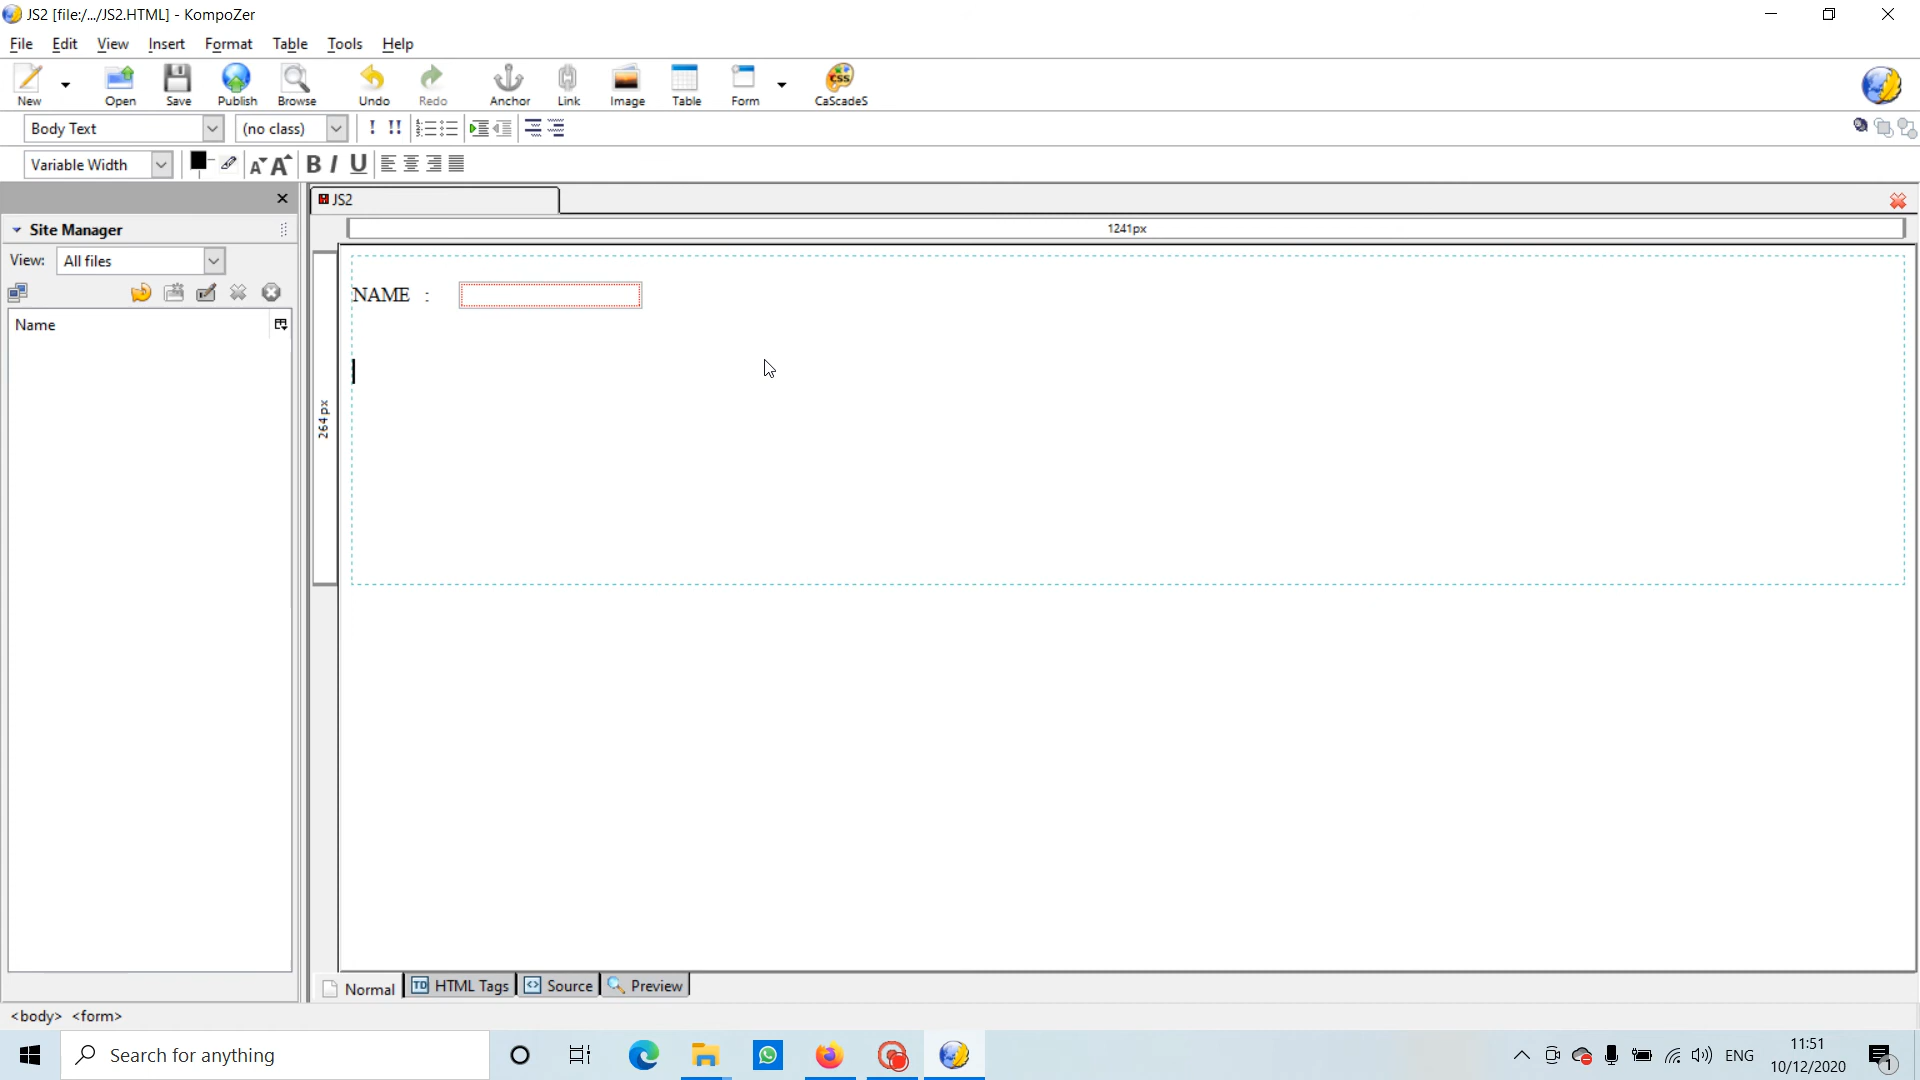 JS2 [file:/.../JS2.HTML] - KompoZer
File Edit View Insert Format Table Tools Help
New Open Save Publish Browse Undo Redo Anchor Link Image Table Form CaScadeS
Body Text (no class) ! !!
Variable Width A A B I U
JS2
Site Manager
1241px
View: All files
Name
NAME :
264px
Normal HTML Tags Source Preview
<body> <form>
Search for anything
ENG
11:51
10/12/2020
1